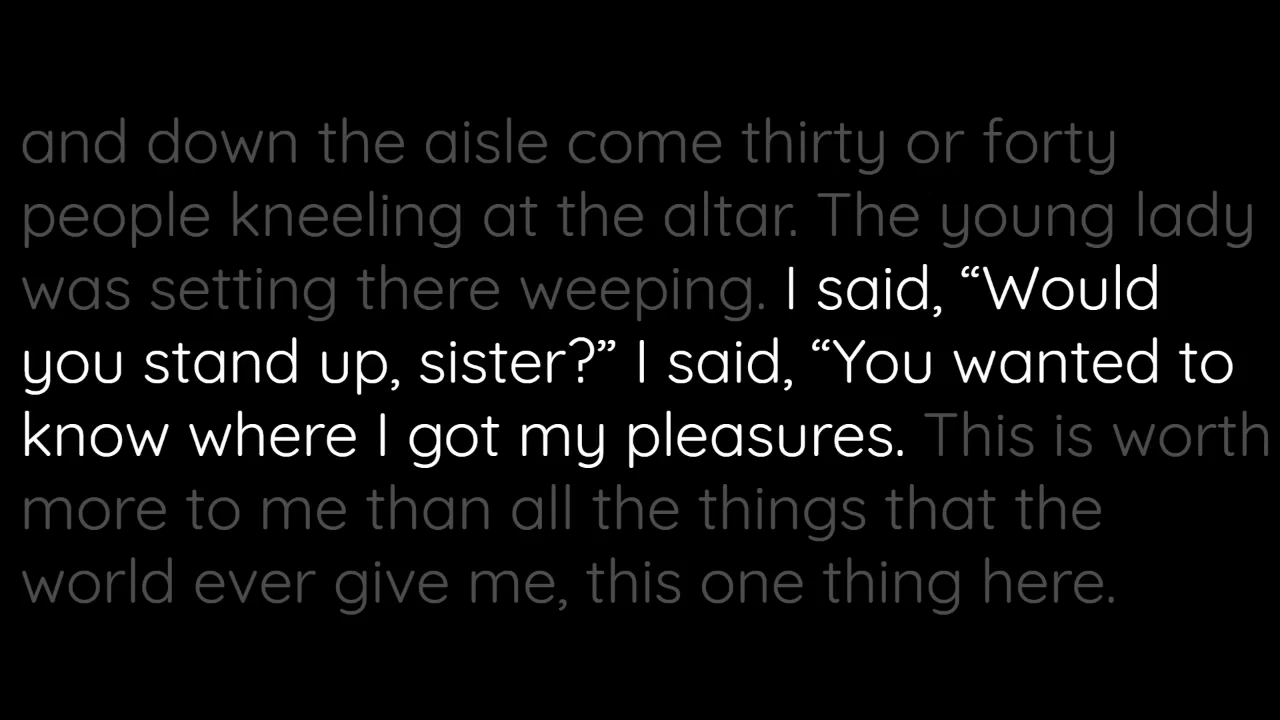 and down the aisle come thirty or forty
people kneeling at the altar. The young lady
was setting there weeping. I said, “Would
you stand up, sister?” I said, “You wanted to
know where I got my pleasures. This is worth
more to me than all the things that the
world ever give me, this one thing here.